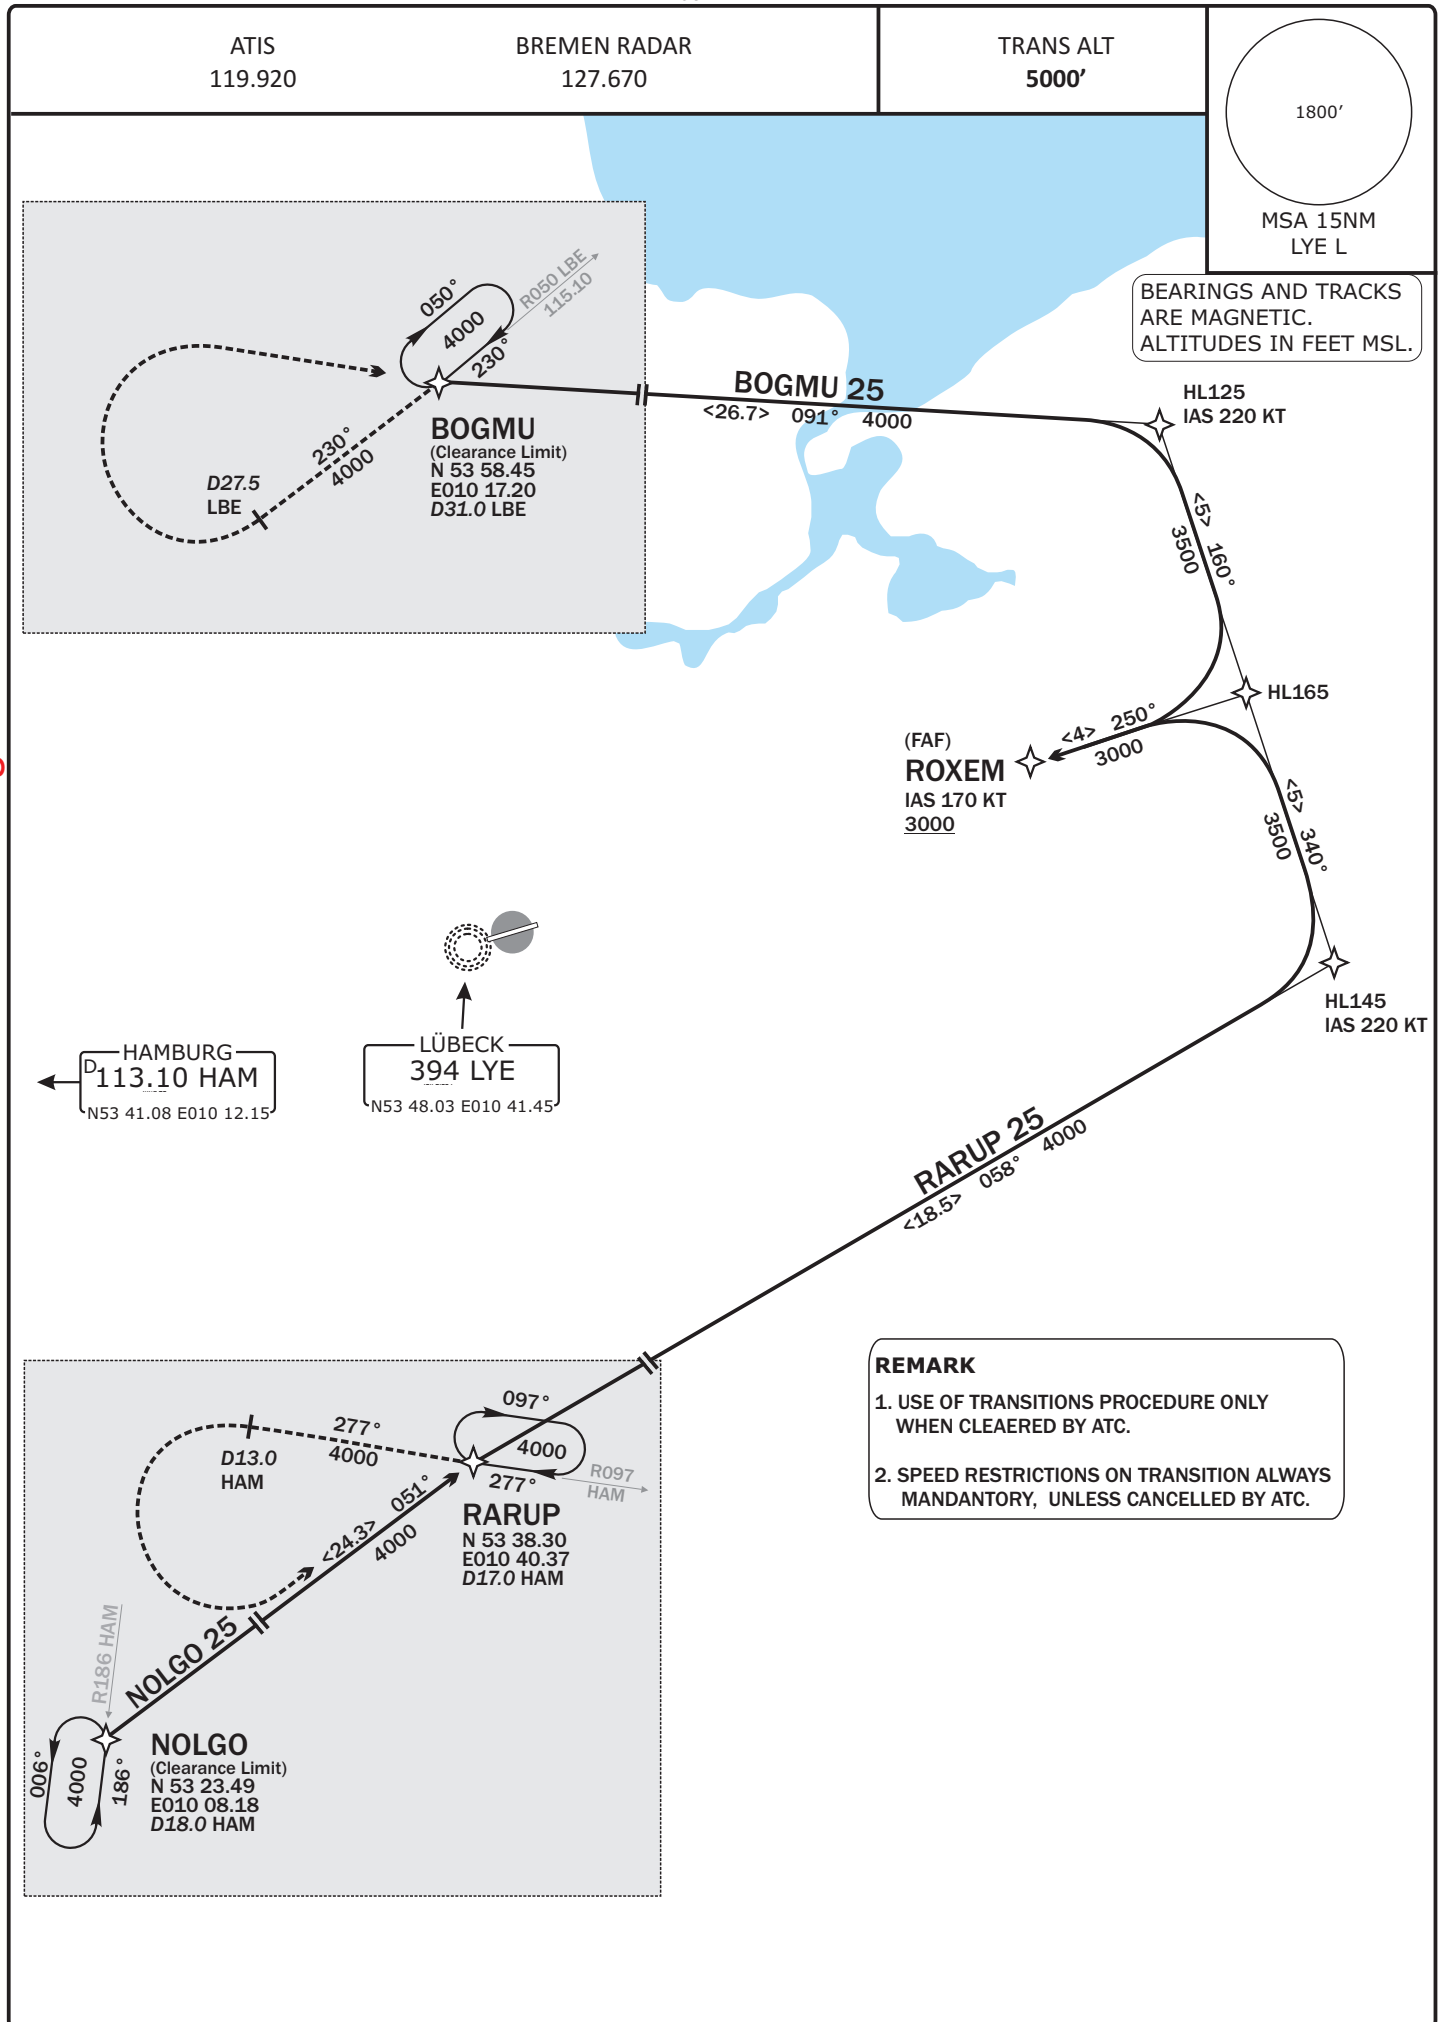 ATIS
119.920
BREMEN RADAR
127.670
TRANS ALT
5000’
1800’
MSA 15NM
LYE L
BEARINGS AND TRACKS
ARE MAGNETIC.
ALTITUDES IN FEET MSL.
050°
4000
230°
R050 LBE
115.10
230°
4000
D27.5
LBE
BOGMU
(Clearance Limit)
N 53 58.45
E010 17.20
D31.0 LBE
BOGMU 25
<26.7> 091° 4000
HL125
IAS 220 KT
<5> 160°
3500
HL165
<4> 250°
3000
(FAF)
ROXEM
IAS 170 KT
3000
<5> 340°
3500
HL145
IAS 220 KT
HAMBURG
D 113.10 HAM
N53 41.08 E010 12.15
LÜBECK
394 LYE
N53 48.03 E010 41.45
RARUP 25
<18.5> 058° 4000
REMARK
1. USE OF TRANSITIONS PROCEDURE ONLY
WHEN CLEAERED BY ATC.
2. SPEED RESTRICTIONS ON TRANSITION ALWAYS
MANDANTORY, UNLESS CANCELLED BY ATC.
097°
4000
277°
R097
HAM
277°
4000
D13.0
HAM
RARUP
N 53 38.30
E010 40.37
D17.0 HAM
<24.3> 051°
4000
NOLGO 25
R186 HAM
006°
4000
186°
NOLGO
(Clearance Limit)
N 53 23.49
E010 08.18
D18.0 HAM